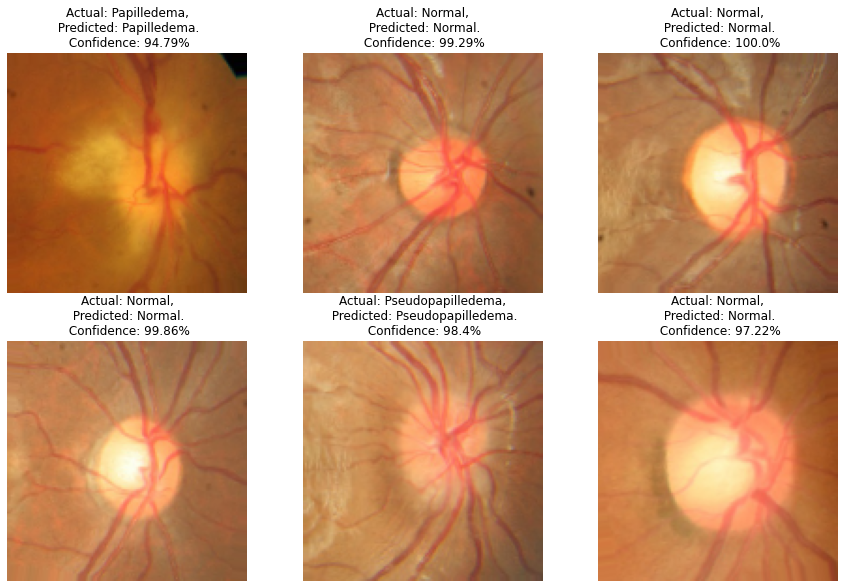 Actual: Papilledema,
Predicted: Papilledema.
Confidence: 94.79%
Actual: Normal,
Predicted: Normal.
Confidence: 99.29%
Actual: Normal,
Predicted: Normal.
Confidence: 100.0%
Actual: Normal,
Predicted: Normal.
Confidence: 99.86%
Actual: Pseudopapilledema,
Predicted: Pseudopapilledema.
Confidence: 98.4%
Actual: Normal,
Predicted: Normal.
Confidence: 97.22%